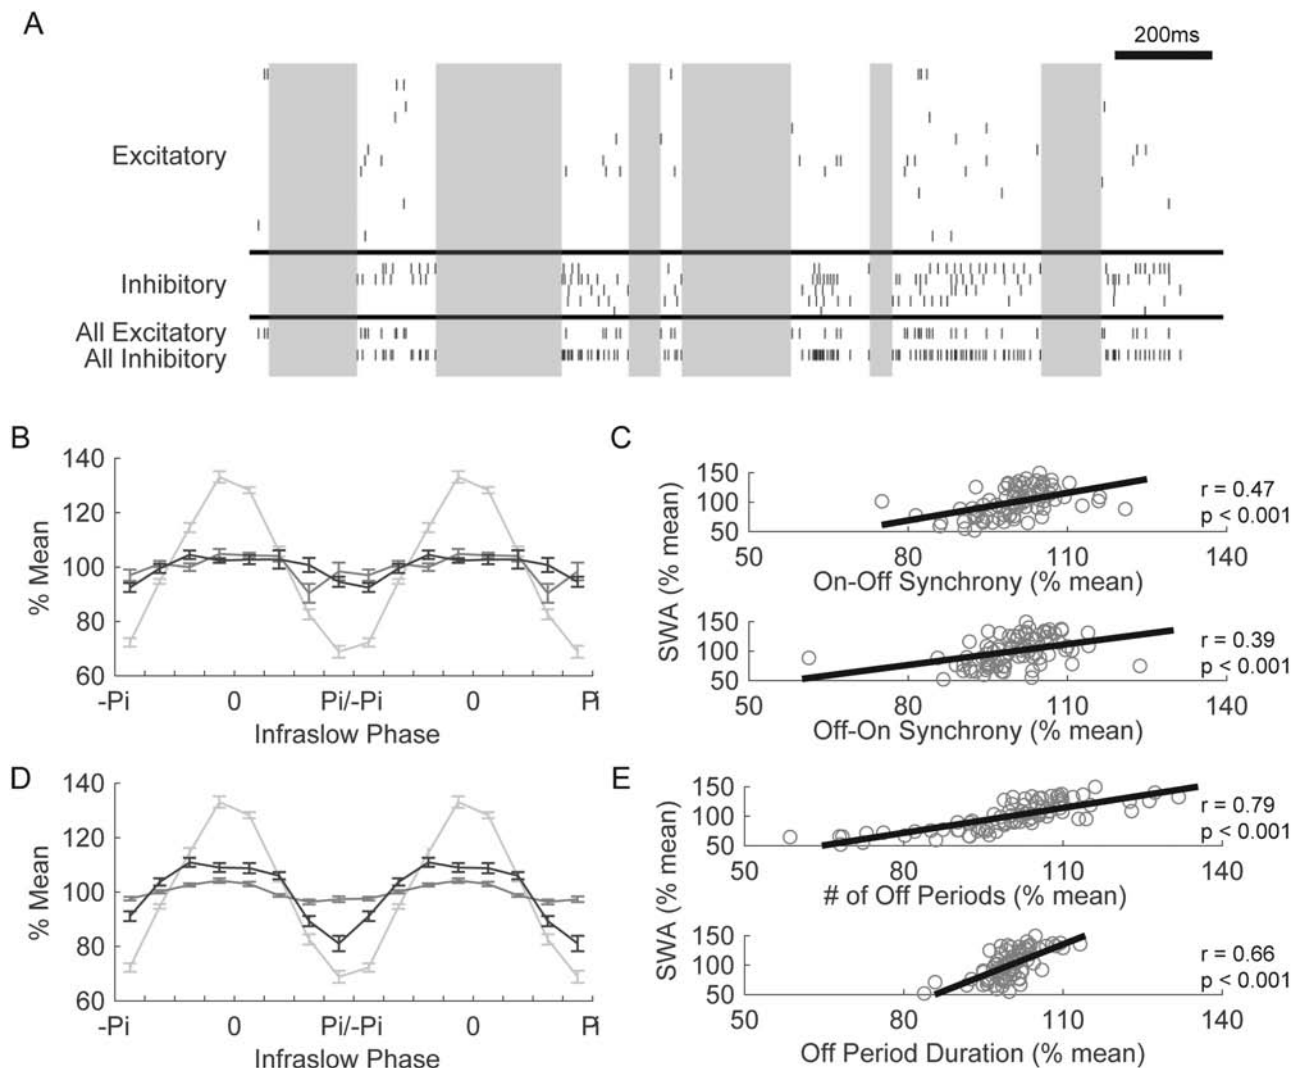 A
200ms
Excitatory
Inhibitory
All Excitatory
All Inhibitory
B
140
120
100
80
60
% Mean
-Pi 0 Pi/-Pi 0 Pi
Infraslow Phase
C
SWA (% mean)
150
100
50
50 80 110 140
r = 0.47
p < 0.001
On-Off Synchrony (% mean)
150
100
50
50 80 110 140
r = 0.39
p < 0.001
Off-On Synchrony (% mean)
D
140
120
100
80
60
% Mean
-Pi 0 Pi/-Pi 0 Pi
Infraslow Phase
E
SWA (% mean)
150
100
50
50 80 110 140
r = 0.79
p < 0.001
# of Off Periods (% mean)
SWA (% mean)
150
100
50
50 80 110 140
r = 0.66
p < 0.001
Off Period Duration (% mean)